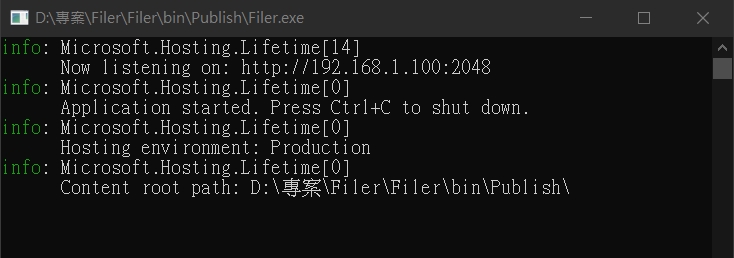 D:\專案\Filer\Filer\bin\Publish\Filer.exe
info: Microsoft.Hosting.Lifetime[14]
Now listening on: http://192.168.1.100:2048
info: Microsoft.Hosting.Lifetime[0]
Application started. Press Ctrl+C to shut down.
info: Microsoft.Hosting.Lifetime[0]
Hosting environment: Production
info: Microsoft.Hosting.Lifetime[0]
Content root path: D:\專案\Filer\Filer\bin\Publish\